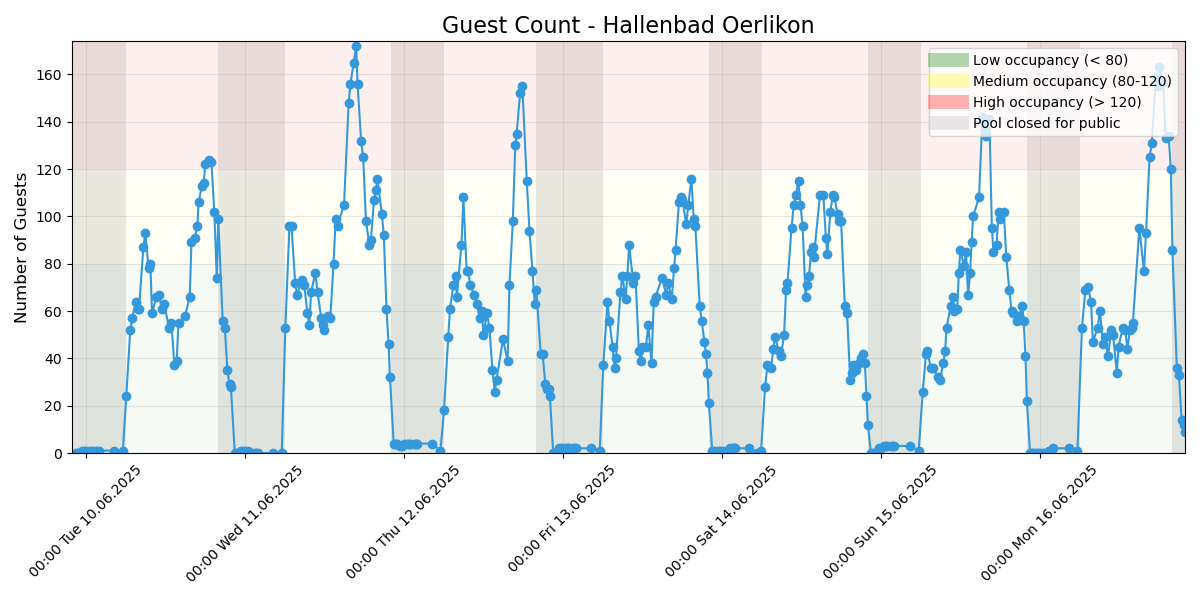 Guest Count - Hallenbad Oerlikon
Number of Guests
160
140
120
100
80
60
40
20
0
Low occupancy (< 80)
Medium occupancy (80-120)
High occupancy (> 120)
Pool closed for public
00:00 Tue 10.06.2025
00:00 Wed 11.06.2025
00:00 Thu 12.06.2025
00:00 Fri 13.06.2025
00:00 Sat 14.06.2025
00:00 Sun 15.06.2025
00:00 Mon 16.06.2025